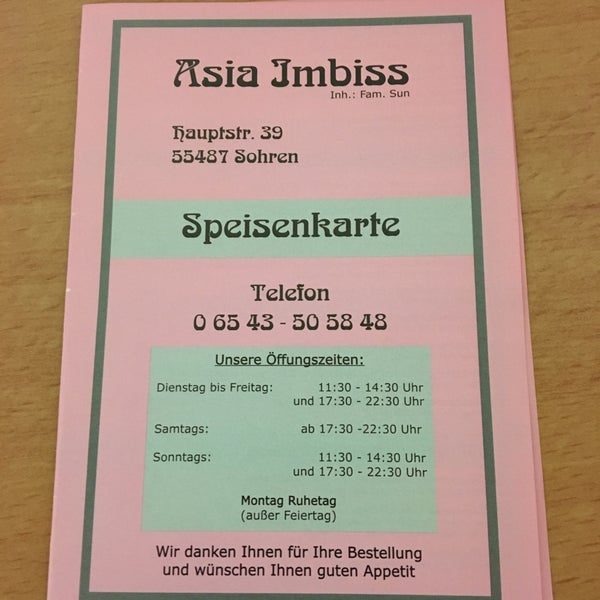 Asia Imbiss
Inh.: Fam. Sun
Hauptstr. 39
55487 Sohren
Speisenkarte
Telefon
0 65 43 - 50 58 48
Unsere Öffungszeiten:
Dienstag bis Freitag: 11:30 - 14:30 Uhr
und 17:30 - 22:30 Uhr
Samtags: ab 17:30 -22:30 Uhr
Sonntags: 11:30 - 14:30 Uhr
und 17:30 - 22:30 Uhr
Montag Ruhetag
(außer Feiertag)
Wir danken Ihnen für Ihre Bestellung
und wünschen Ihnen guten Appetit